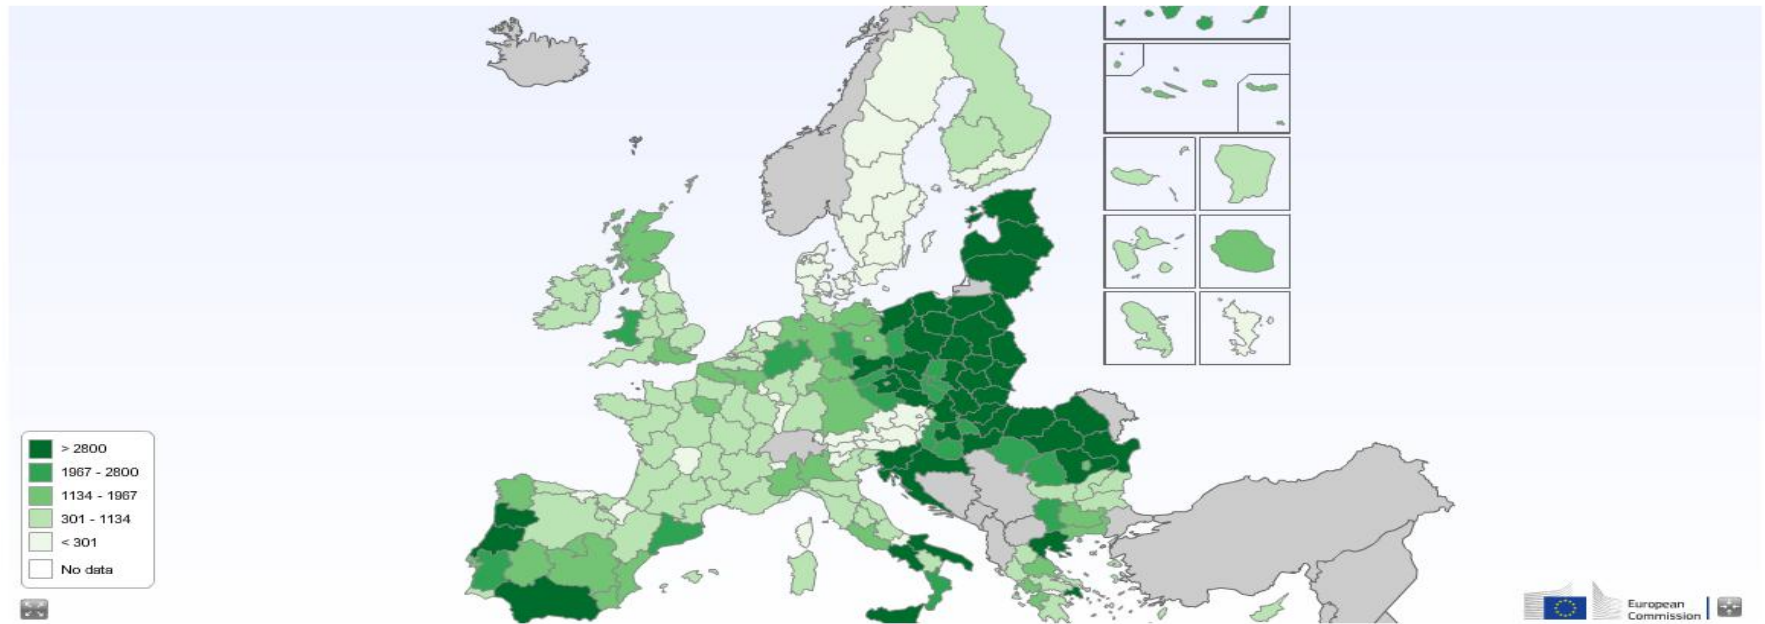 > 2800
1967 - 2800
1134 - 1967
301 - 1134
< 301
No data
European
Commission